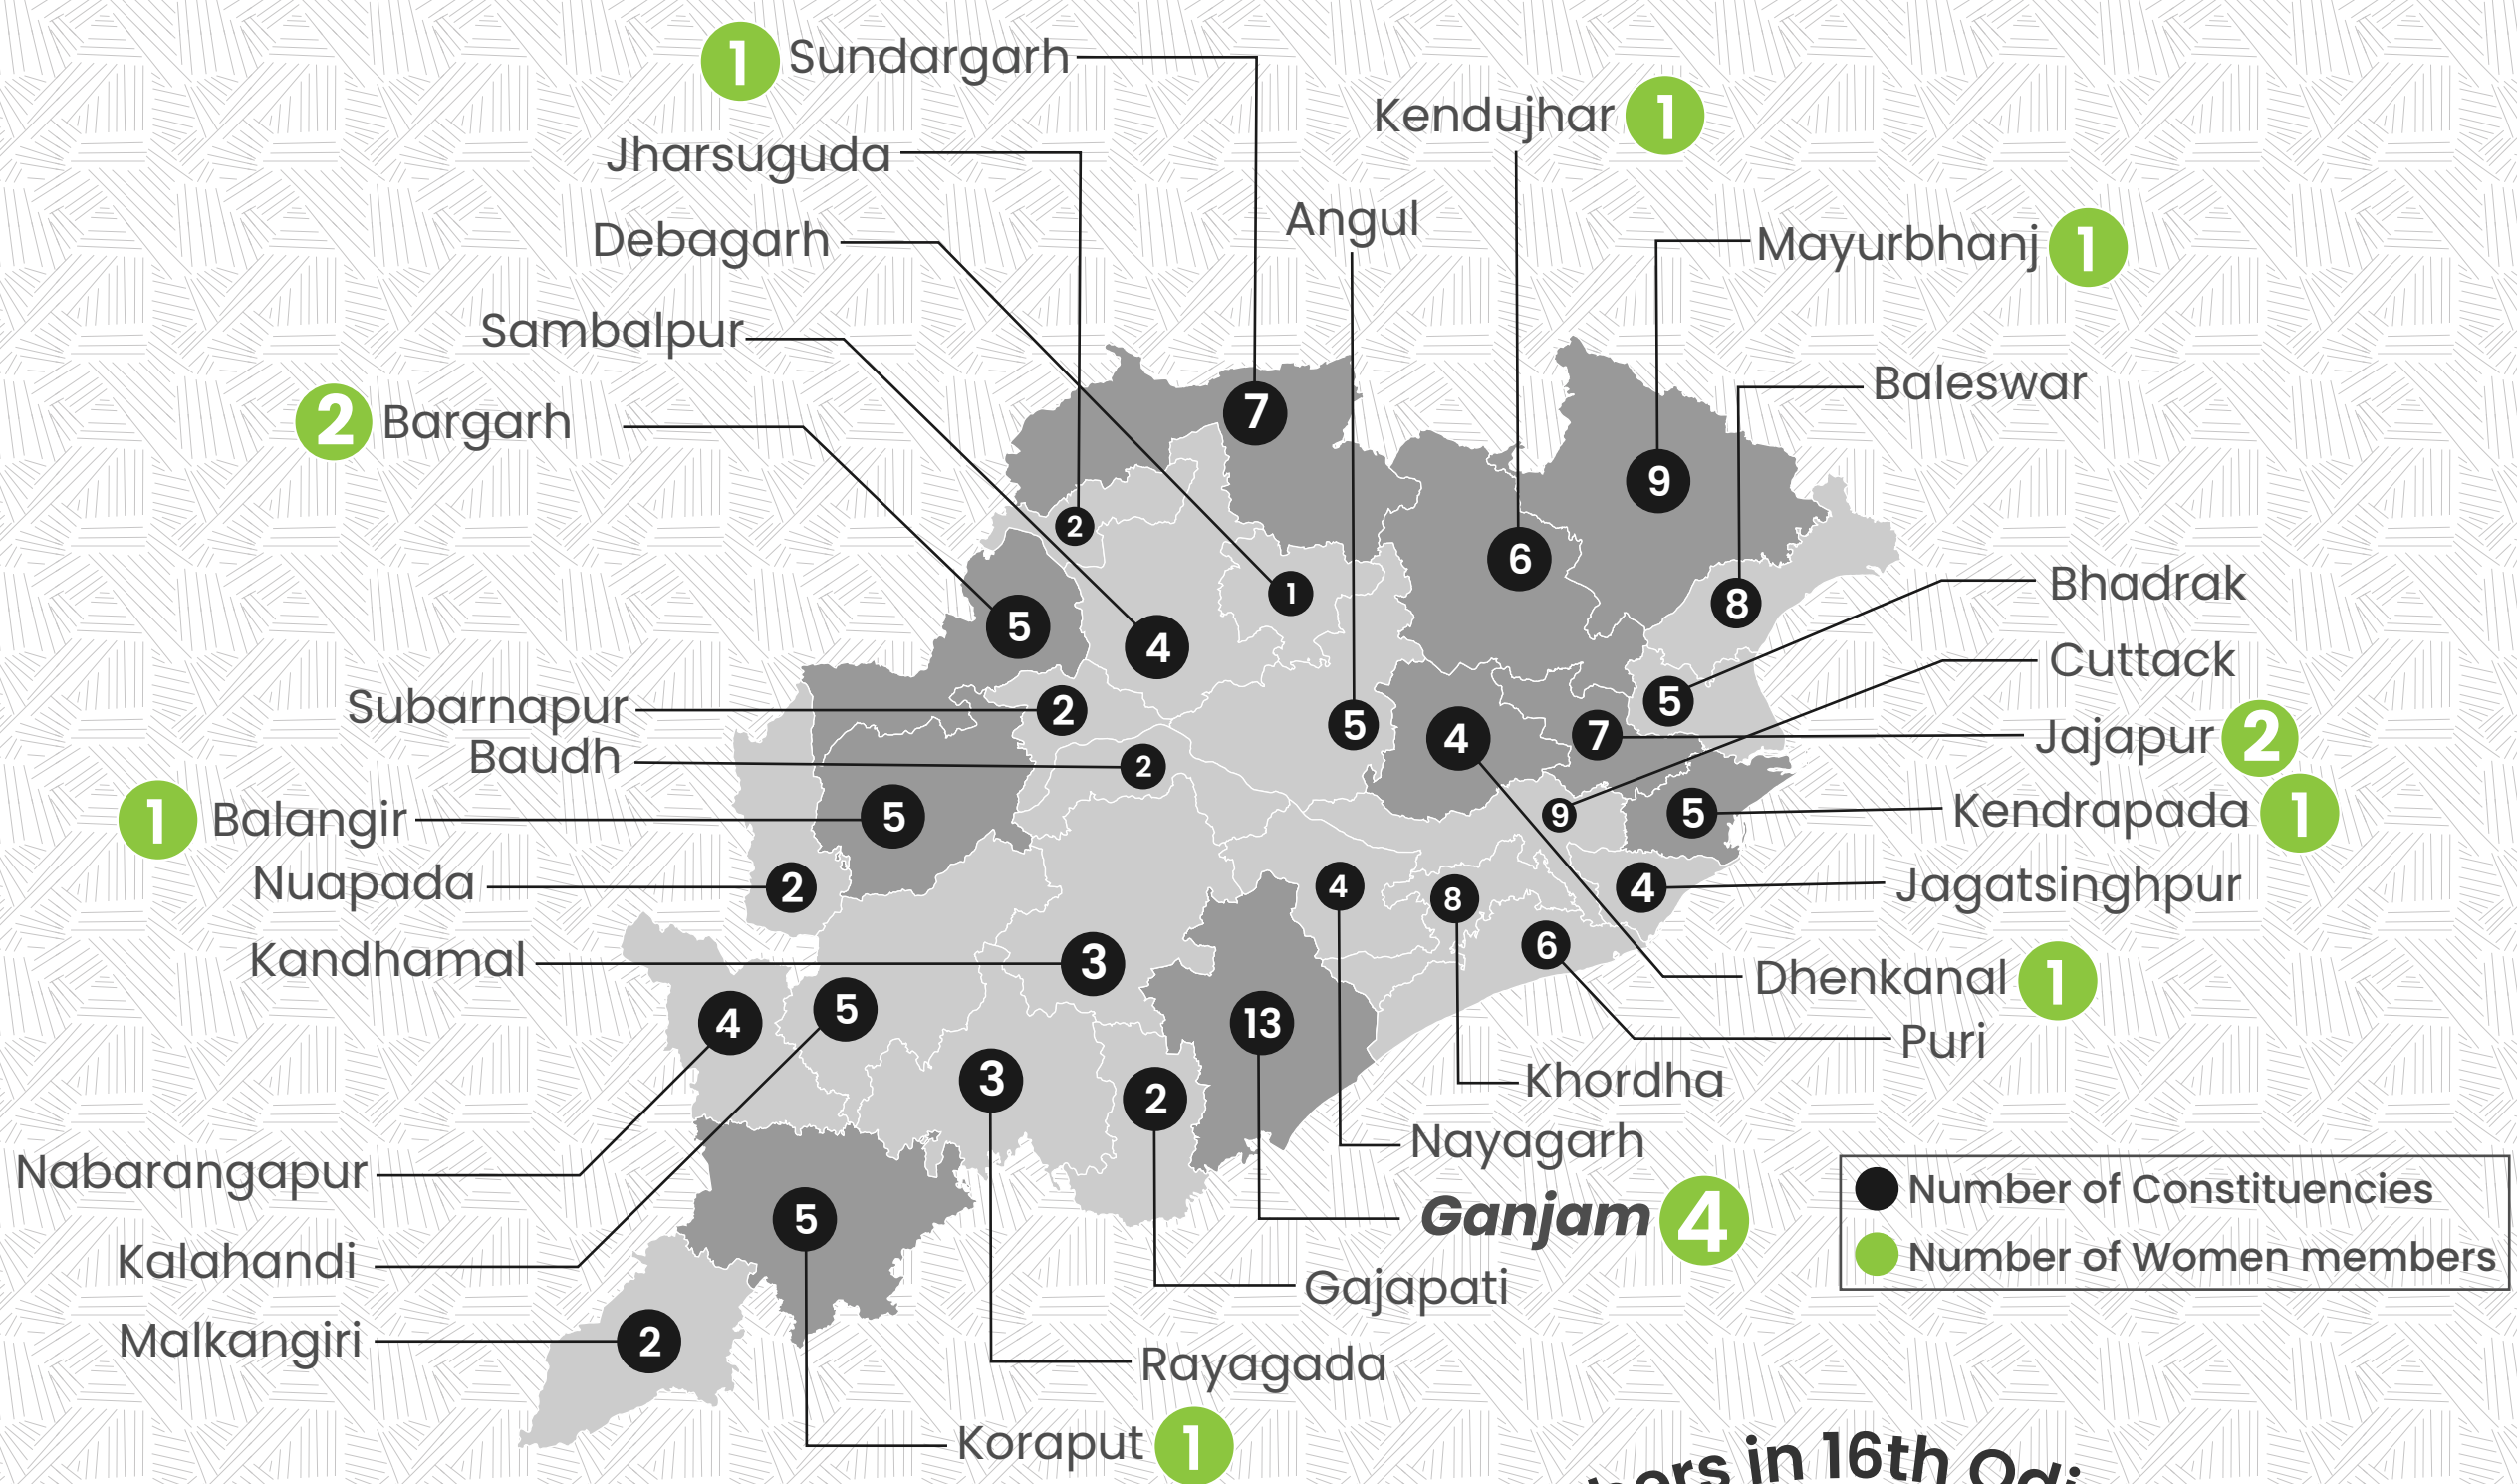 1 Sundargarh
Kendujhar 1
Jharsuguda
Angul
Debagarh
Mayurbhanj 1
Sambalpur
Baleswar
2 Bargarh
7
9
2
6
1
8
Bhadrak
5
4
Cuttack
Subarnapur
2
5
5
4
7
Jajapur 2
Baudh
2
1 Balangir
5
9
5
Kendrapada 1
Nuapada
2
4
8
4
Jagatsinghpur
Kandhamal
3
6
Dhenkanal 1
4
5
13
Puri
3
2
Khordha
Nayagarh
Nabarangapur
5
Ganjam 4
Number of Constituencies
Number of Women members
Kalahandi
Gajapati
Malkangiri
2
Rayagada
Koraput 1
in 16th